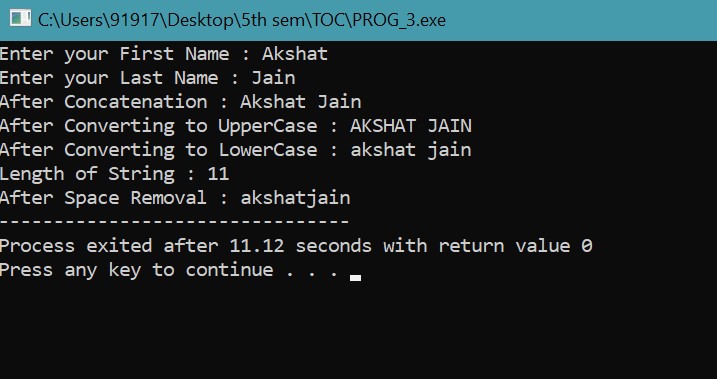 C:\Users\91917\Desktop\5th sem\TOC\PROG_3.exe
Enter your First Name : Akshat
Enter your Last Name : Jain
After Concatenation : Akshat Jain
After Converting to UpperCase : AKSHAT JAIN
After Converting to LowerCase : akshat jain
Length of String : 11
After Space Removal : akshatjain
--------------------------------
Process exited after 11.12 seconds with return value 0
Press any key to continue . . .